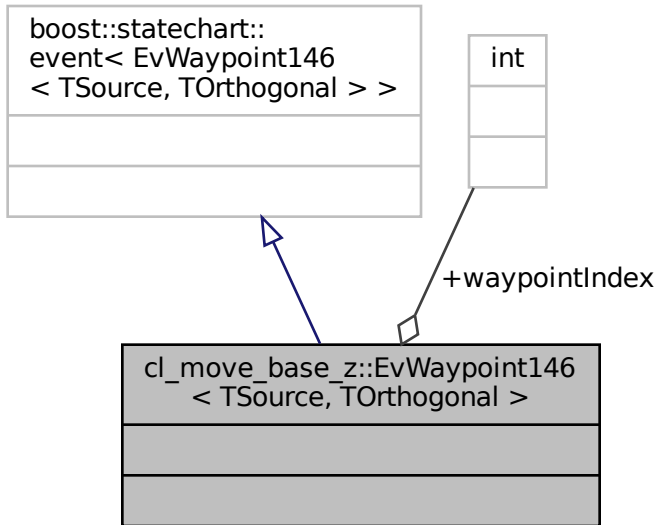 boost::statechart::
event< EvWaypoint146
< TSource, TOrthogonal > >
int
+waypointIndex
cl_move_base_z::EvWaypoint146
< TSource, TOrthogonal >